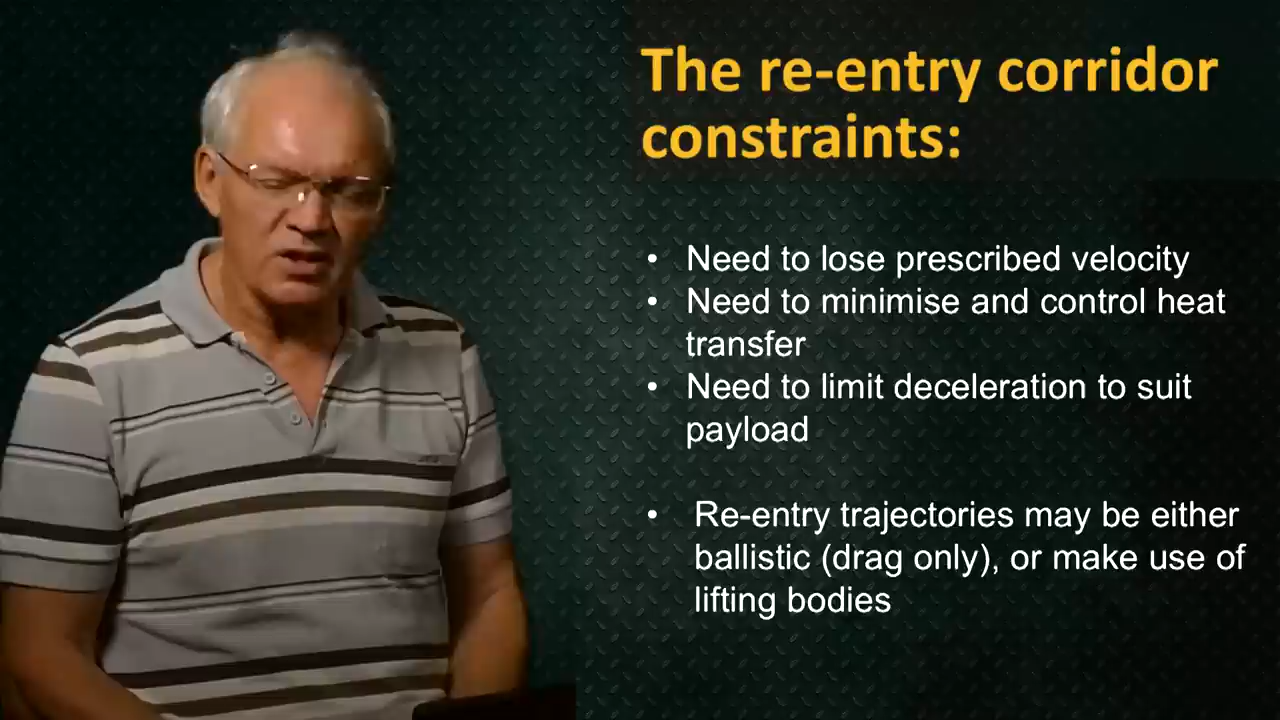 The re-entry corridor
constraints:
• Need to lose prescribed velocity
• Need to minimise and control heat
transfer
• Need to limit deceleration to suit
payload
• Re-entry trajectories may be either
ballistic (drag only), or make use of
lifting bodies